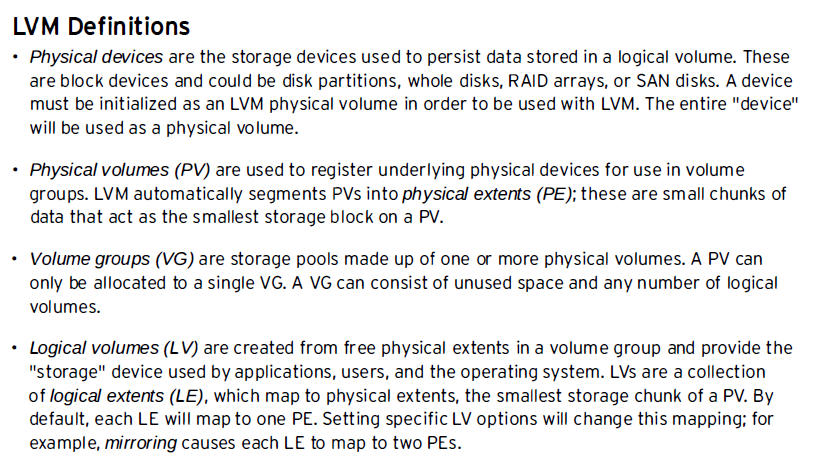 LVM Definitions
• Physical devices are the storage devices used to persist data stored in a logical volume. These
are block devices and could be disk partitions, whole disks, RAID arrays, or SAN disks. A device
must be initialized as an LVM physical volume in order to be used with LVM. The entire "device"
will be used as a physical volume.
• Physical volumes (PV) are used to register underlying physical devices for use in volume
groups. LVM automatically segments PVs into physical extents (PE); these are small chunks of
data that act as the smallest storage block on a PV.
• Volume groups (VG) are storage pools made up of one or more physical volumes. A PV can
only be allocated to a single VG. A VG can consist of unused space and any number of logical
volumes.
• Logical volumes (LV) are created from free physical extents in a volume group and provide the
"storage" device used by applications, users, and the operating system. LVs are a collection
of logical extents (LE), which map to physical extents, the smallest storage chunk of a PV. By
default, each LE will map to one PE. Setting specific LV options will change this mapping; for
example, mirroring causes each LE to map to two PEs.